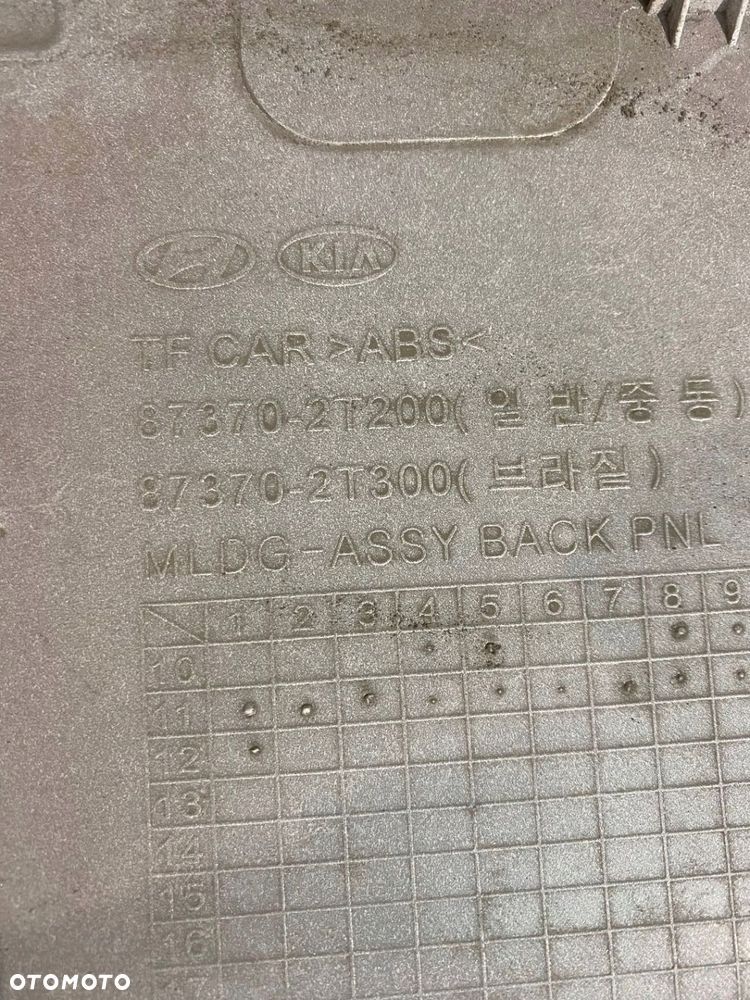 KIA
TF CAR >ABS<
87370-2T200( 일 반/중 동)
87370-2T300( 브라질 )
MLDG-ASSY BACK PNL
1 2 3 4 5 6 7 8 9
10
11
12
13
14
15
16
OTOMOTO